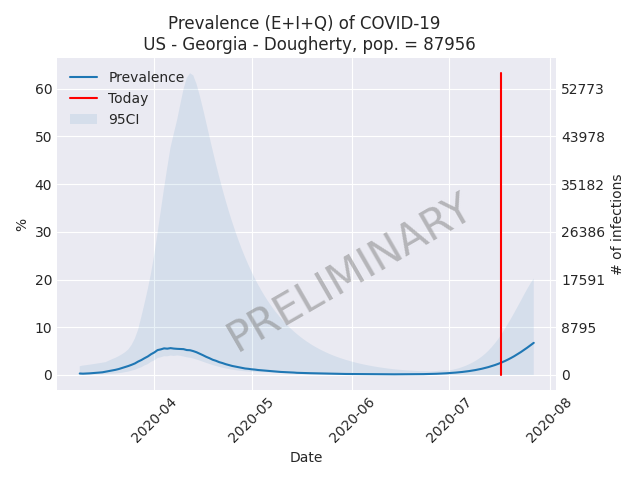 Prevalence (E+I+Q) of COVID-19
US - Georgia - Dougherty, pop. = 87956
Prevalence
Today
95CI
60
50
40
30
20
10
0
%
52773
43978
35182
26386
17591
8795
0
# of infections
PRELIMINARY
2020-04
2020-05
2020-06
2020-07
2020-08
Date